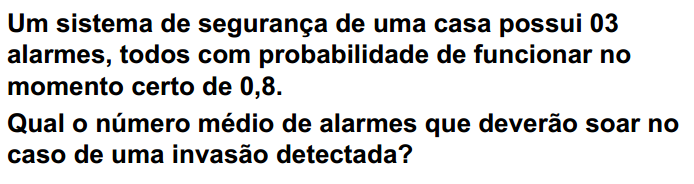 Um sistema de segurança de uma casa possui 03
alarmes, todos com probabilidade de funcionar no
momento certo de 0,8.
Qual o número médio de alarmes que deverão soar no
caso de uma invasão detectada?